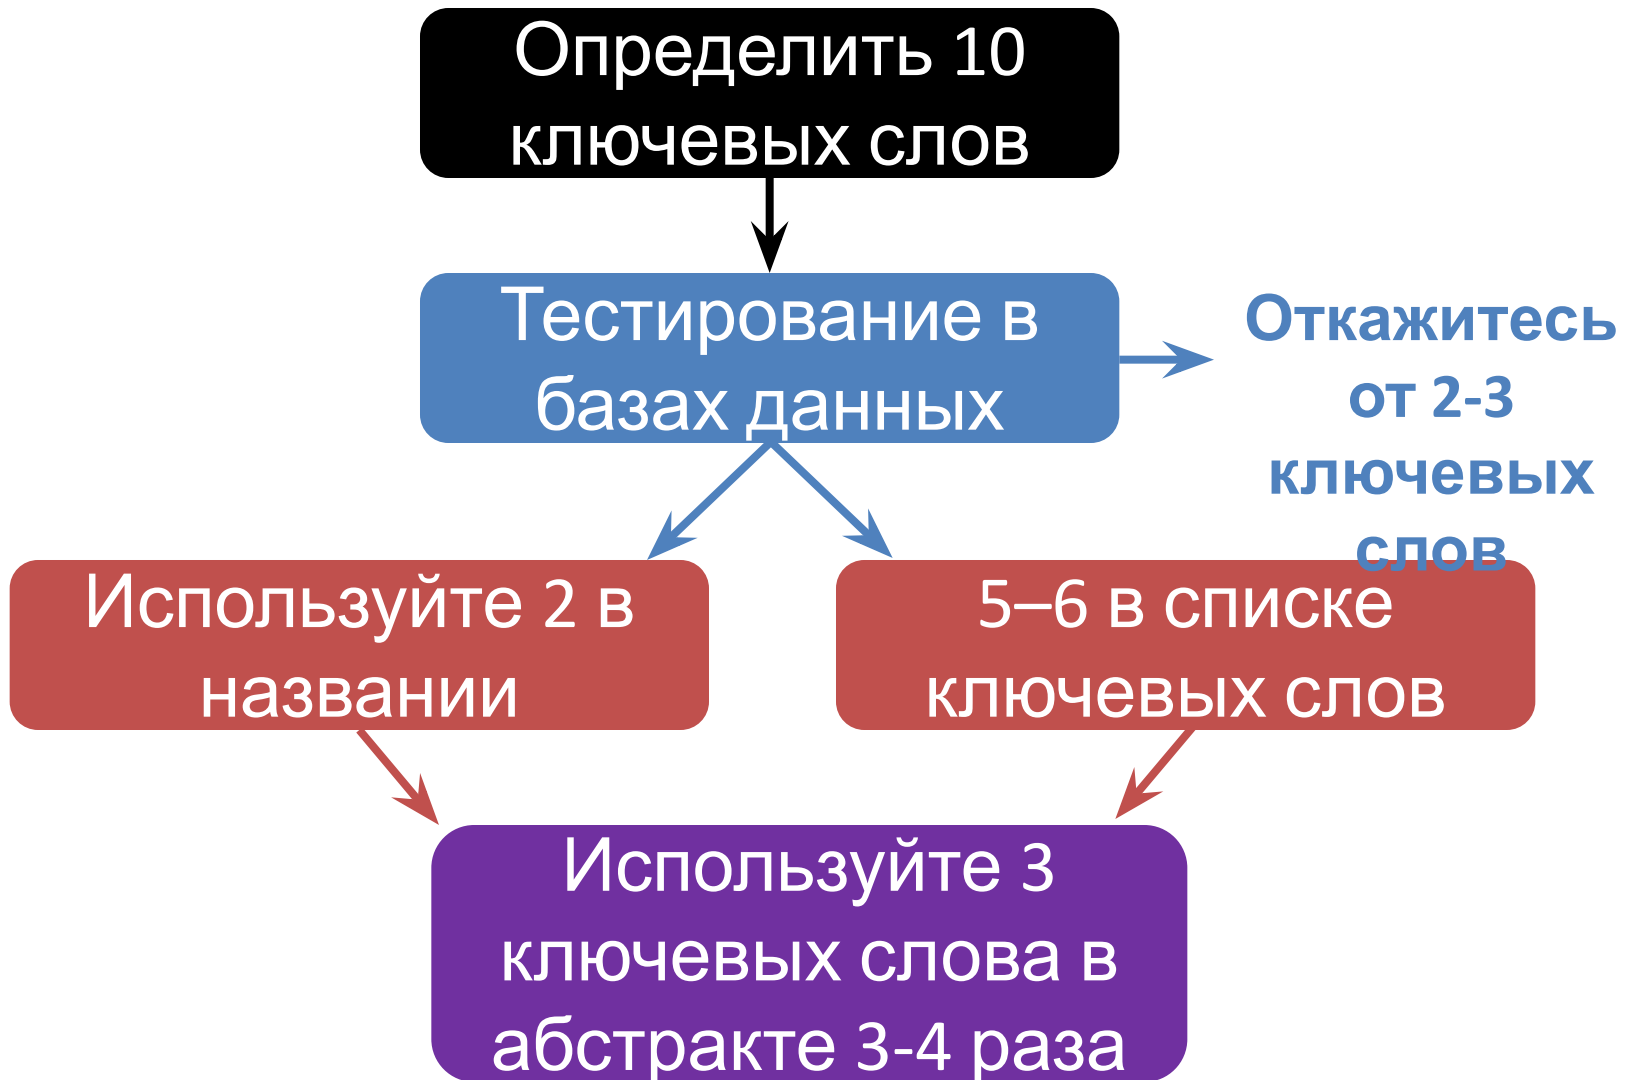 Определить 10
ключевых слов
Тестирование в
базах данных
Откажитесь
от 2-3
ключевых
слов
Используйте 2 в
названии
5–6 в списке
ключевых слов
Используйте 3
ключевых слова в
абстракте 3-4 раза